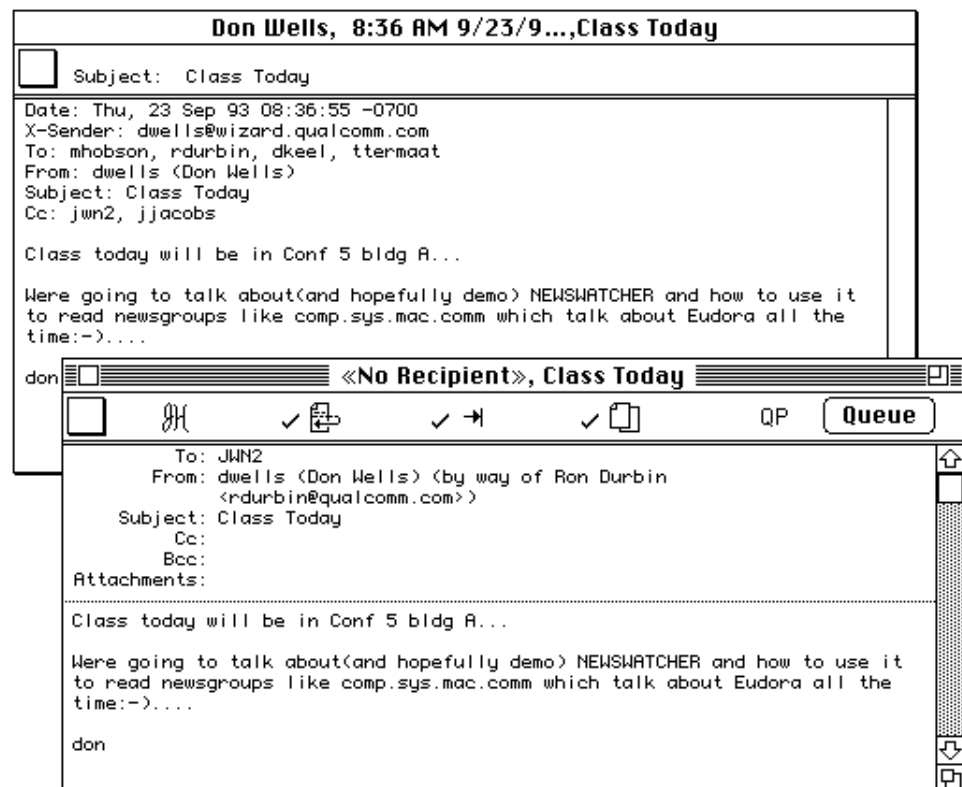 Don Wells, 8:36 AM 9/23/9...,Class Today
Subject: Class Today
Date: Thu, 23 Sep 93 08:36:55 -0700
X-Sender: dwells@wizard.qualcomm.com
To: mhobson, rdurbin, dkeel, ttermaat
From: dwells (Don Wells)
Subject: Class Today
Cc: jwn2, jjacobs
Class today will be in Conf 5 bldg A...
Were going to talk about(and hopefully demo) NEWSWATCHER and how to use it
to read newsgroups like comp.sys.mac.comm which talk about Eudora all the
time:-)....
don
«No Recipient», Class Today
JH
QP
Queue
To: JWN2
From: dwells (Don Wells) (by way of Ron Durbin
<rdurbin@qualcomm.com>)
Subject: Class Today
Cc:
Bcc:
Attachments:
Class today will be in Conf 5 bldg A...
Were going to talk about(and hopefully demo) NEWSWATCHER and how to use it
to read newsgroups like comp.sys.mac.comm which talk about Eudora all the
time:-)....
don